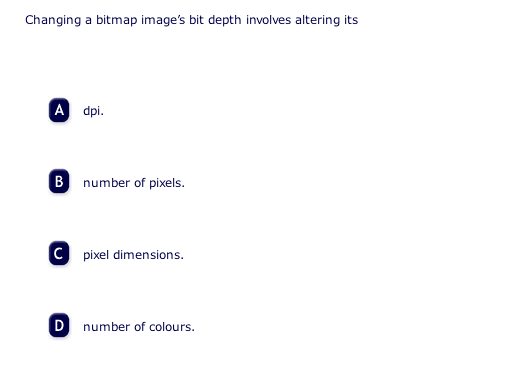 Changing a bitmap image’s bit depth involves altering its
A dpi.
B number of pixels.
C pixel dimensions.
D number of colours.